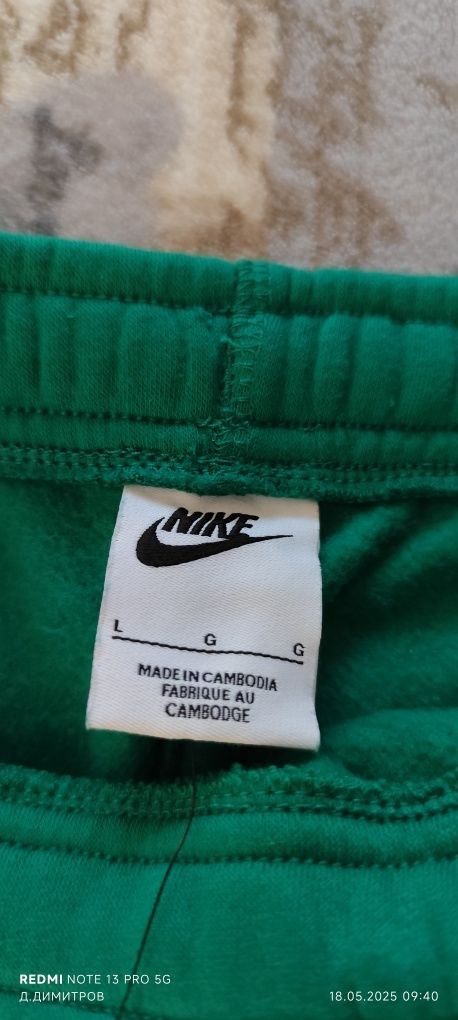 NIKE
L G G
MADE IN CAMBODIA
FABRIQUE AU
CAMBODGE
REDMI NOTE 13 PRO 5G
Д.ДИМИТРОВ
18.05.2025 09:40